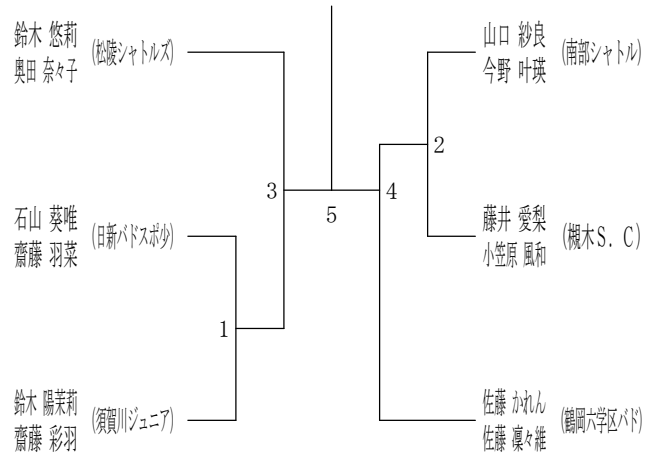 鈴木 悠莉
奥田 奈々子
(松陵シャトルズ)
石山 葵唯
齋藤 羽菜
(日新バドスポ少)
鈴木 陽茉莉
齋藤 彩羽
(須賀川ジュニア)
1
3
5
4
2
山口 紗良
今野 叶瑛
(南部シャトル)
藤井 愛梨
小笠原 風和
(槻木S．C)
佐藤 かれん
佐藤 凜々維
(鶴岡六学区バド)